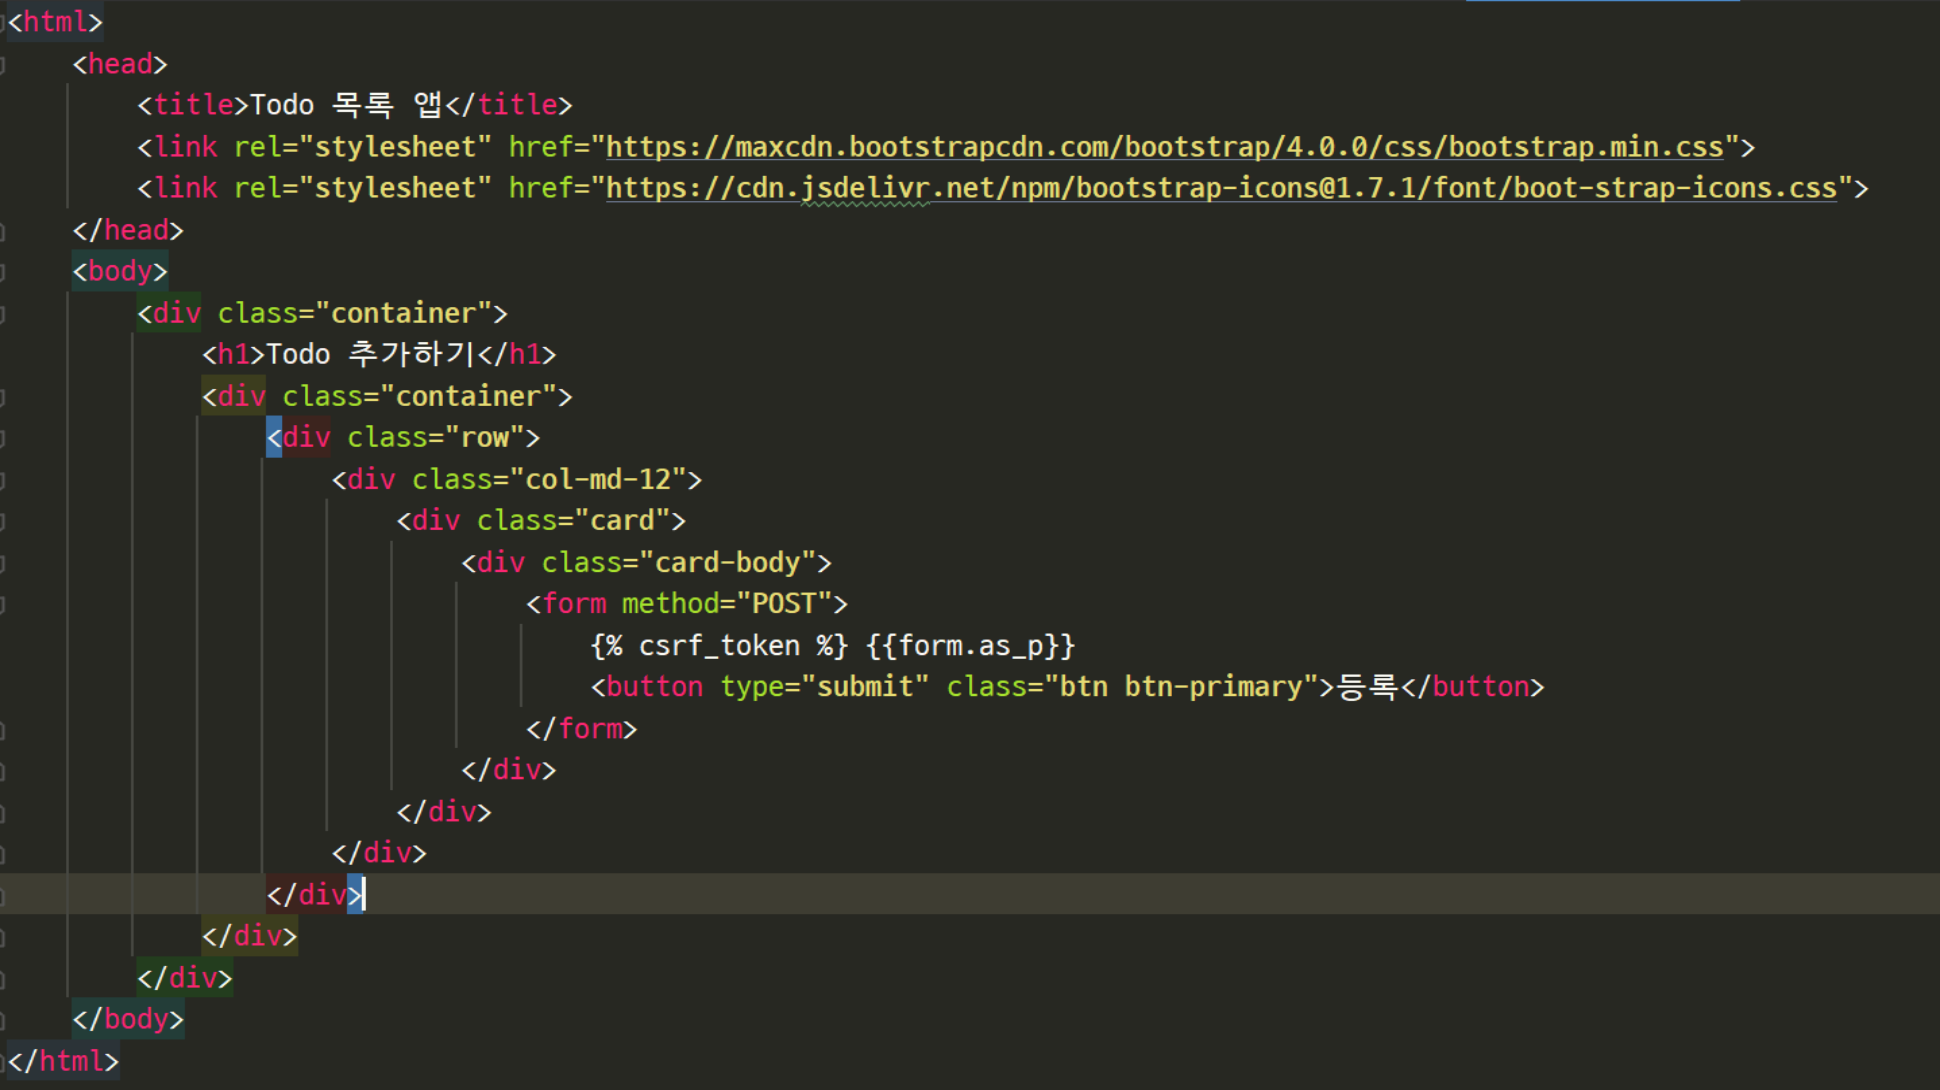 <html>
<head>
<title>Todo 목록 앱</title>
<link rel="stylesheet" href="https://maxcdn.bootstrapcdn.com/bootstrap/4.0.0/css/bootstrap.min.css">
<link rel="stylesheet" href="https://cdn.jsdelivr.net/npm/bootstrap-icons@1.7.1/font/boot-strap-icons.css">
</head>
<body>
<div class="container">
<h1>Todo 추가하기</h1>
<div class="container">
<div class="row">
<div class="col-md-12">
<div class="card">
<div class="card-body">
<form method="POST">
{% csrf_token %} {{form.as_p}}
<button type="submit" class="btn btn-primary">등록</button>
</form>
</div>
</div>
</div>
</div>
</div>
</div>
</body>
</html>